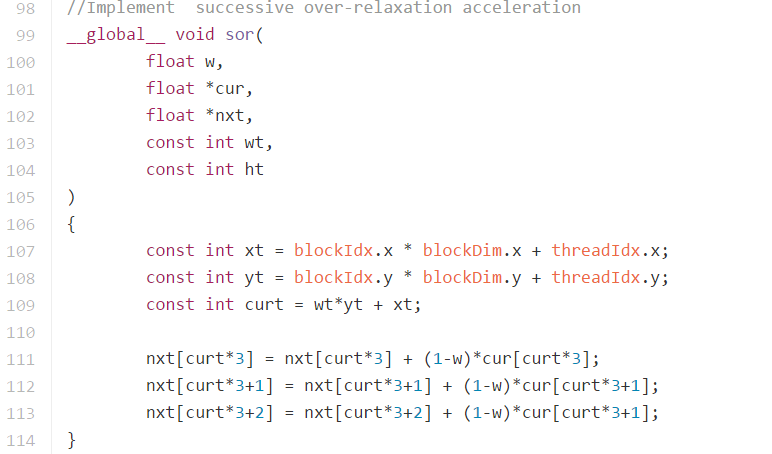 98 //Implement  successive over-relaxation acceleration
99 __global__ void sor(
100         float w,
101         float *cur,
102         float *nxt,
103         const int wt,
104         const int ht
105 )
106 {
107         const int xt = blockIdx.x * blockDim.x + threadIdx.x;
108         const int yt = blockIdx.y * blockDim.y + threadIdx.y;
109         const int curt = wt*yt + xt;
110
111         nxt[curt*3] = nxt[curt*3] + (1-w)*cur[curt*3];
112         nxt[curt*3+1] = nxt[curt*3+1] + (1-w)*cur[curt*3+1];
113         nxt[curt*3+2] = nxt[curt*3+2] + (1-w)*cur[curt*3+1];
114 }